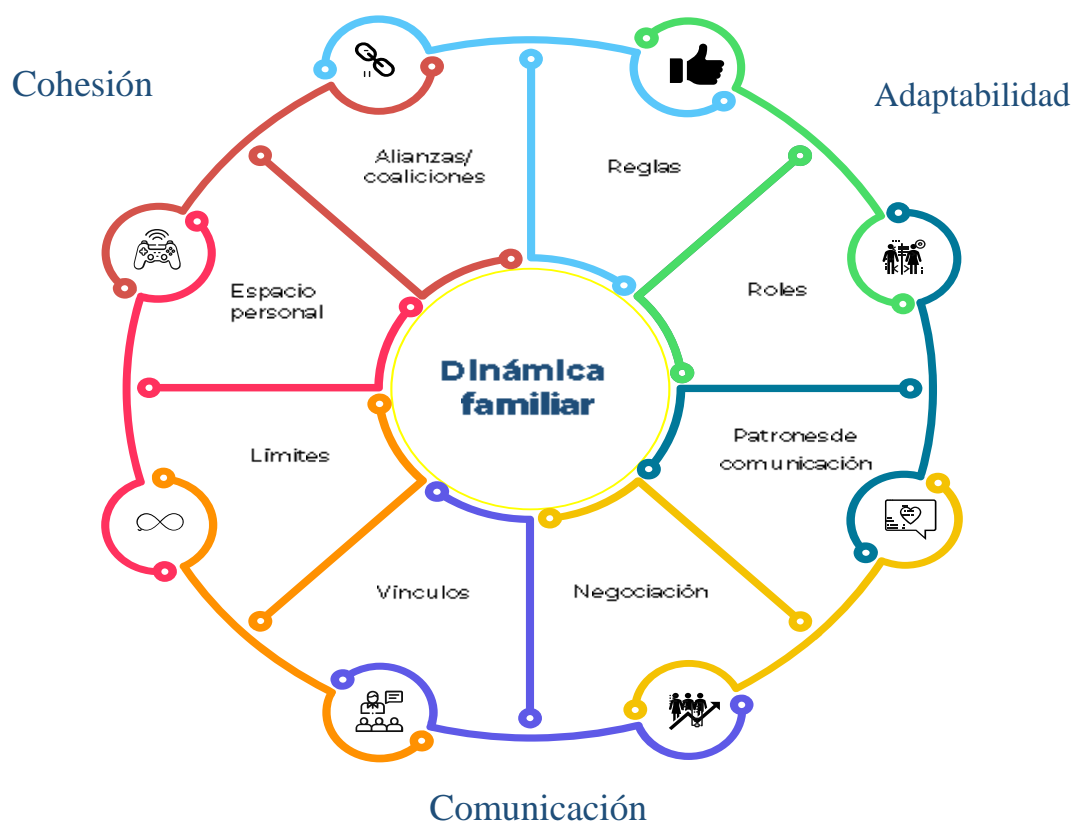 Cohesión
Adaptabilidad
Alianzas/
coaliciones
Reglas
Espacio
personal
Roles
Dinámica
familiar
Límites
Patronesde
comunicación
Vínculos
Negociación
Comunicación